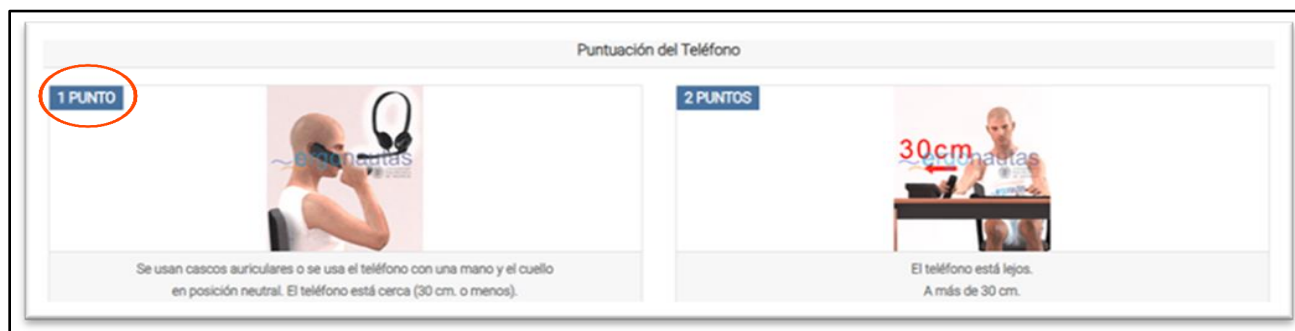 Puntuación del Teléfono
1 PUNTO
2 PUNTOS
ergonautas
30cm
ergonautas
Se usan cascos auriculares o se usa el teléfono con una mano y el cuello
en posición neutral. El teléfono está cerca (30 cm. o menos).
El teléfono está lejos.
A más de 30 cm.